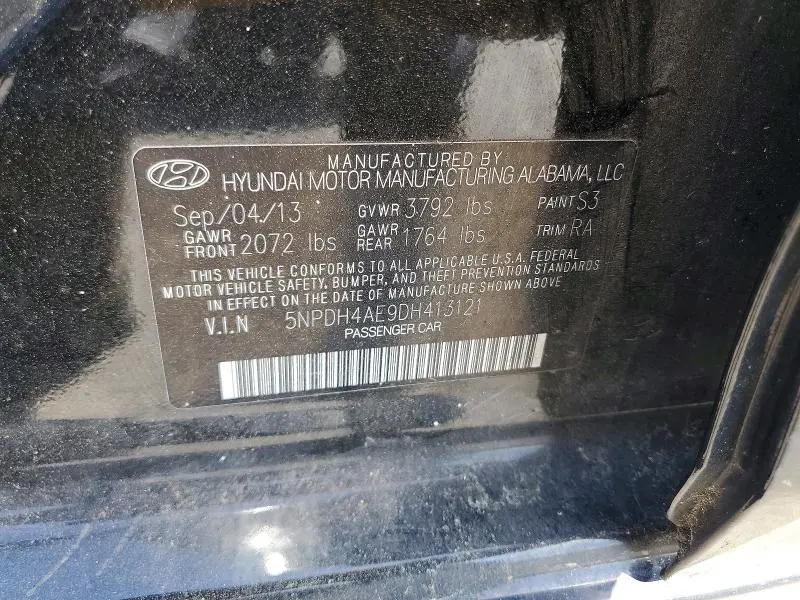 MANUFACTURED BY
HYUNDAI MOTOR MANUFACTURING ALABAMA, LLC
Sep/04/13 GVWR 3792 lbs PAINT S3
GAWR FRONT 2072 lbs GAWR REAR 1764 lbs TRIM RA
THIS VEHICLE CONFORMS TO ALL APPLICABLE U.S.A. FEDERAL
MOTOR VEHICLE SAFETY, BUMPER, AND THEFT PREVENTION STANDARDS
IN EFFECT ON THE DATE OF MANUFACTURE SHOWN ABOVE
V.I.N 5NPDH4AE9DH413121
PASSENGER CAR